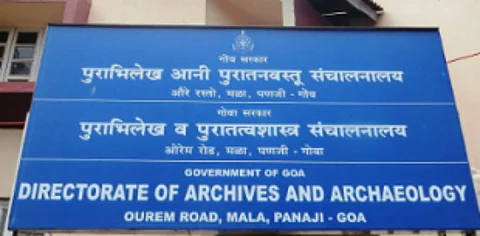 गोंय सरकार
पुराभिलेख आनी पुरातनवस्तू संचालनालय
औरें रस्तो, मळा, पणजी - गोंय
गोवा सरकार
पुराभिलेख व पुरातत्वशास्त्र संचालनालय
ओरेम रोड, मळा, पणजी - गोवा
GOVERNMENT OF GOA
DIRECTORATE OF ARCHIVES AND ARCHAEOLOGY
OUREM ROAD, MALA, PANAJI - GOA